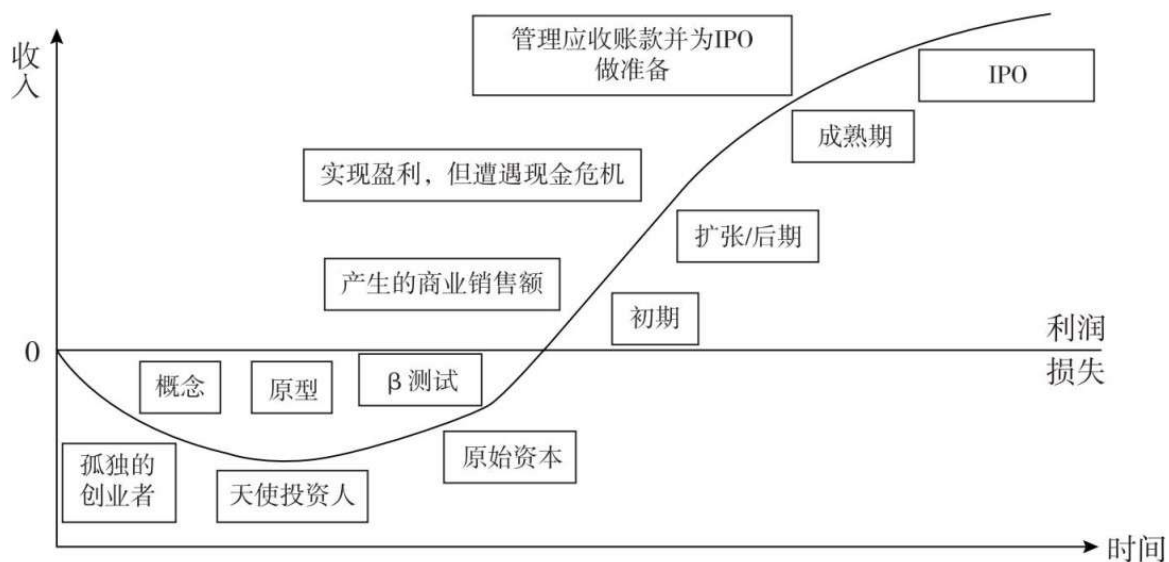 收
入
管理应收账款并为IPO
做准备
IPO
成熟期
实现盈利，但遭遇现金危机
扩张/后期
产生的商业销售额
初期
利润
0
损失
概念
原型
β测试
孤独的
创业者
天使投资人
原始资本
时间